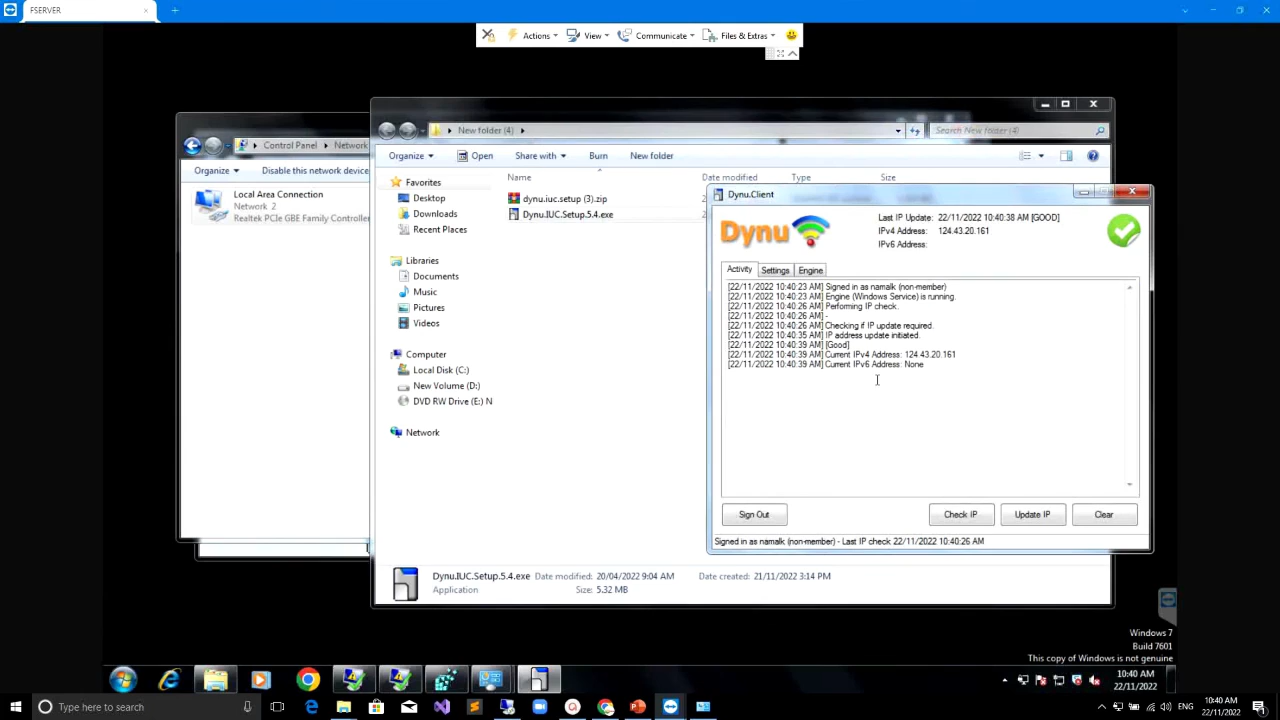 FSERVER
Actions
View
Communicate
Files & Extras
Control Panel
Network
Organize
Disable this network device
Local Area Connection
Network 2
Realtek PCIe GBE Family Controller
New folder (4)
Search New folder (4)
Organize
Open
Share with
Burn
New folder
Favorites
Desktop
Downloads
Recent Places
Libraries
Documents
Music
Pictures
Videos
Computer
Local Disk (C:)
New Volume (D:)
DVD RW Drive (E:) N
Network
Name
Date modified
Type
Size
dynu.iuc.setup (3).zip
Dynu.IUC.Setup.5.4.exe
Dynu.Client
Dynu
Last IP Update: 22/11/2022 10:40:38 AM [GOOD]
IPv4 Address: 124.43.20.161
IPv6 Address:
Activity
Settings
Engine
[22/11/2022 10:40:23 AM] Signed in as namalk (non-member)
[22/11/2022 10:40:23 AM] Engine (Windows Service) is running.
[22/11/2022 10:40:26 AM] Performing IP check.
[22/11/2022 10:40:26 AM] -
[22/11/2022 10:40:26 AM] Checking if IP update required.
[22/11/2022 10:40:35 AM] IP address update initiated.
[22/11/2022 10:40:39 AM] [Good]
[22/11/2022 10:40:39 AM] Current IPv4 Address: 124.43.20.161
[22/11/2022 10:40:39 AM] Current IPv6 Address: None
Sign Out
Check IP
Update IP
Clear
Signed in as namalk (non-member) - Last IP check 22/11/2022 10:40:26 AM
Dynu.IUC.Setup.5.4.exe Date modified: 20/04/2022 9:04 AM Date created: 21/11/2022 3:14 PM
Application Size: 5.32 MB
Windows 7
Build 7601
This copy of Windows is not genuine
10:40 AM
22/11/2022
Type here to search
ENG
10:40 AM
22/11/2022